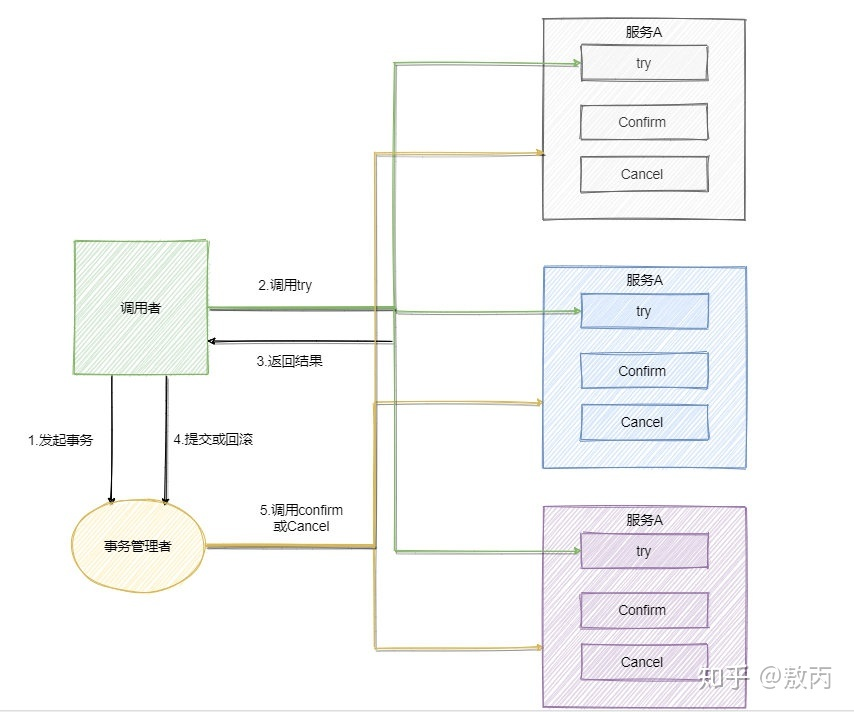 服务A
try
Confirm
Cancel
调用者
2.调用try
3.返回结果
服务A
try
Confirm
Cancel
1.发起事务
4.提交或回滚
事务管理者
5.调用confirm
或Cancel
服务A
try
Confirm
Cancel
知乎 @敖丙